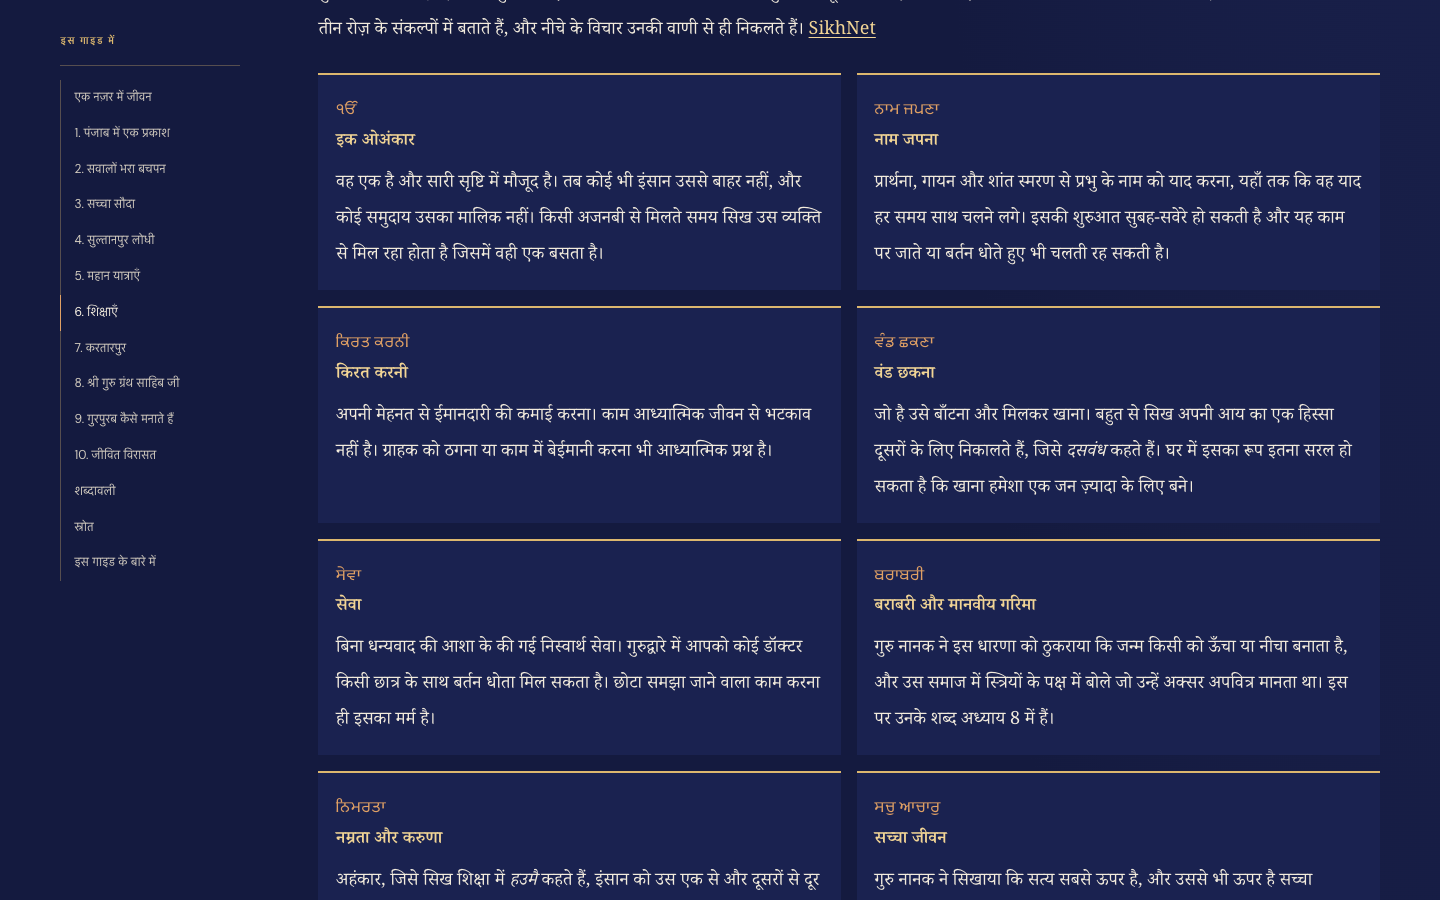 इस गाइड में
एक नज़र में जीवन
1. पंजाब में एक प्रकाश
2. सवालों भरा बचपन
3. सच्चा सौदा
4. सुल्तानपुर लोधी
5. महान यात्राएँ
6. शिक्षाएँ
7. करतारपुर
8. श्री गुरु ग्रंथ साहिब जी
9. गुरपुरब कैसे मनाते हैं
10. जीवित विरासत
शब्दावली
स्रोत
इस गाइड के बारे में
तीन रोज़ के संकल्पों में बताते हैं, और नीचे के विचार उनकी वाणी से ही निकलते हैं। SikhNet
ੴ
इक ओअंकार
वह एक है और सारी सृष्टि में मौजूद है। तब कोई भी इंसान उससे बाहर नहीं, और
कोई समुदाय उसका मालिक नहीं। किसी अजनबी से मिलते समय सिख उस व्यक्ति
से मिल रहा होता है जिसमें वही एक बसता है।
ਨਾਮ ਜਪਣਾ
नाम जपना
प्रार्थना, गायन और शांत स्मरण से प्रभु के नाम को याद करना, यहाँ तक कि वह याद
हर समय साथ चलने लगे। इसकी शुरुआत सुबह-सवेरे हो सकती है और यह काम
पर जाते या बर्तन धोते हुए भी चलती रह सकती है।
ਕਿਰਤ ਕਰਨੀ
किरत करनी
अपनी मेहनत से ईमानदारी की कमाई करना। काम आध्यात्मिक जीवन से भटकाव
नहीं है। ग्राहक को ठगना या काम में बेईमानी करना भी आध्यात्मिक प्रश्न है।
ਵੰਡ ਛਕਣਾ
वंड छकना
जो है उसे बाँटना और मिलकर खाना। बहुत से सिख अपनी आय का एक हिस्सा
दूसरों के लिए निकालते हैं, जिसे दसवंध कहते हैं। घर में इसका रूप इतना सरल हो
सकता है कि खाना हमेशा एक जन ज़्यादा के लिए बने।
ਸੇਵਾ
सेवा
बिना धन्यवाद की आशा के की गई निस्वार्थ सेवा। गुरुद्वारे में आपको कोई डॉक्टर
किसी छात्र के साथ बर्तन धोता मिल सकता है। छोटा समझा जाने वाला काम करना
ही इसका मर्म है।
ਬਰਾਬਰੀ
बराबरी और मानवीय गरिमा
गुरु नानक ने इस धारणा को ठुकराया कि जन्म किसी को ऊँचा या नीचा बनाता है,
और उस समाज में स्त्रियों के पक्ष में बोले जो उन्हें अक्सर अपवित्र मानता था। इस
पर उनके शब्द अध्याय 8 में हैं।
ਨਿਮਰਤਾ
नम्रता और करुणा
अहंकार, जिसे सिख शिक्षा में हउमै कहते हैं, इंसान को उस एक से और दूसरों से दूर
ਸਚੁ ਆਚਾਰੁ
सच्चा जीवन
गुरु नानक ने सिखाया कि सत्य सबसे ऊपर है, और उससे भी ऊपर है सच्चा